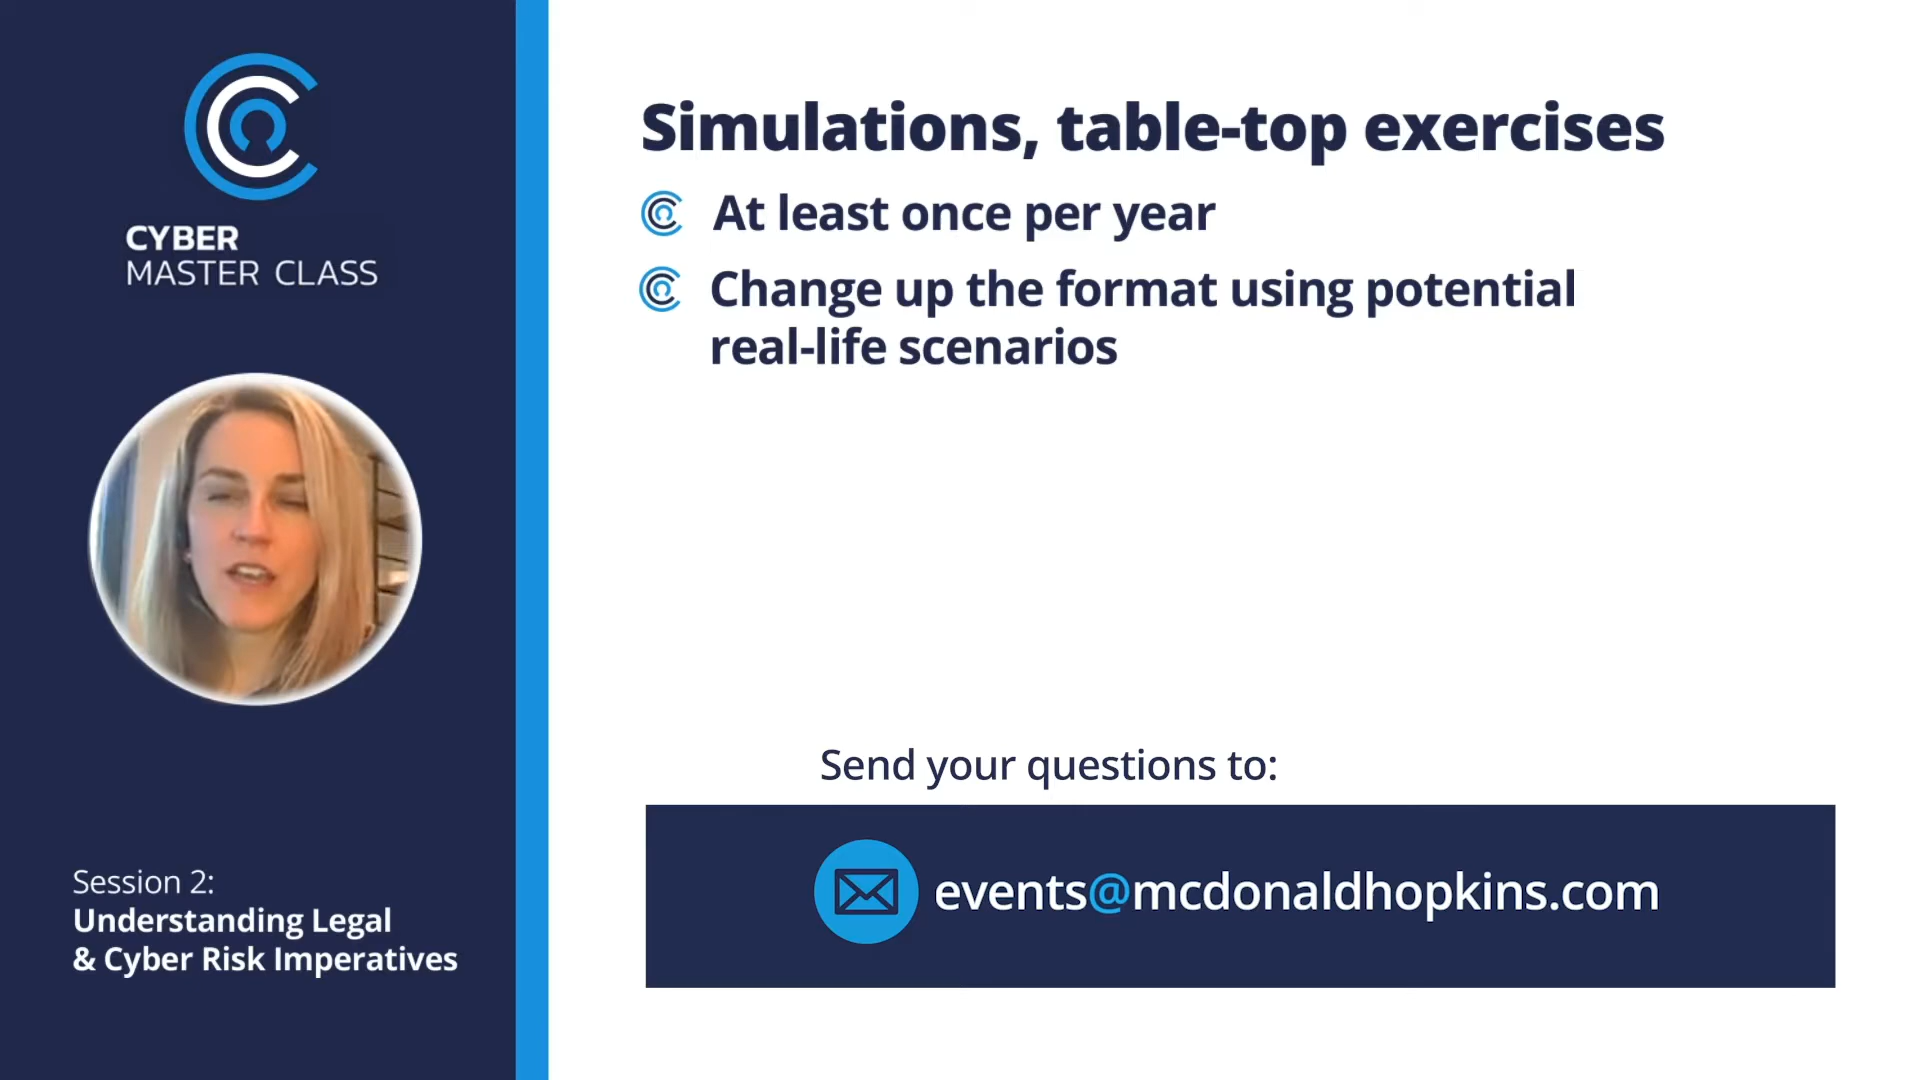 CYBER
MASTER CLASS
Session 2:
Understanding Legal
& Cyber Risk Imperatives
Simulations, table-top exercises
At least once per year
Change up the format using potential
real-life scenarios
Send your questions to:
events@mcdonaldhopkins.com